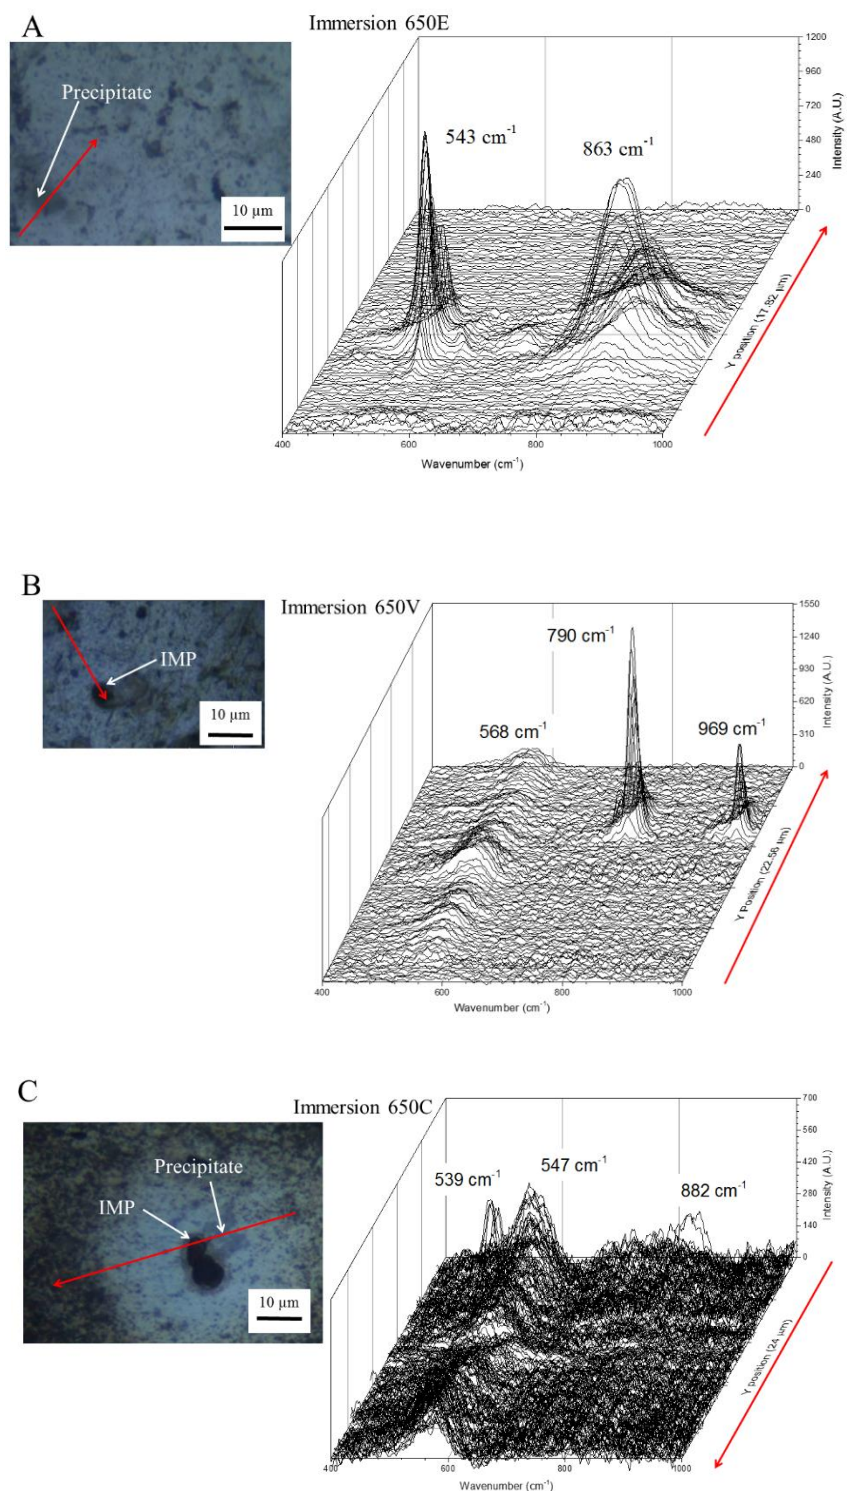 A
Immersion 650E
Precipitate
10 µm
543 cm-1
863 cm-1
1200
960
720
480
240
0
Intensity (A.U.)
Y position (17.82 µm)
400
600
800
1000
Wavenumber (cm-1)
B
Immersion 650V
IMP
10 µm
568 cm-1
790 cm-1
969 cm-1
1550
1240
930
620
310
0
Intensity (A.U.)
Y Position (22.56 µm)
400
600
800
1000
Wavenumber (cm-1)
C
Immersion 650C
Precipitate
IMP
10 µm
539 cm-1
547 cm-1
882 cm-1
700
560
420
280
140
0
Intensity (A.U.)
Y position (24 µm)
400
600
800
1000
Wavenumber (cm-1)